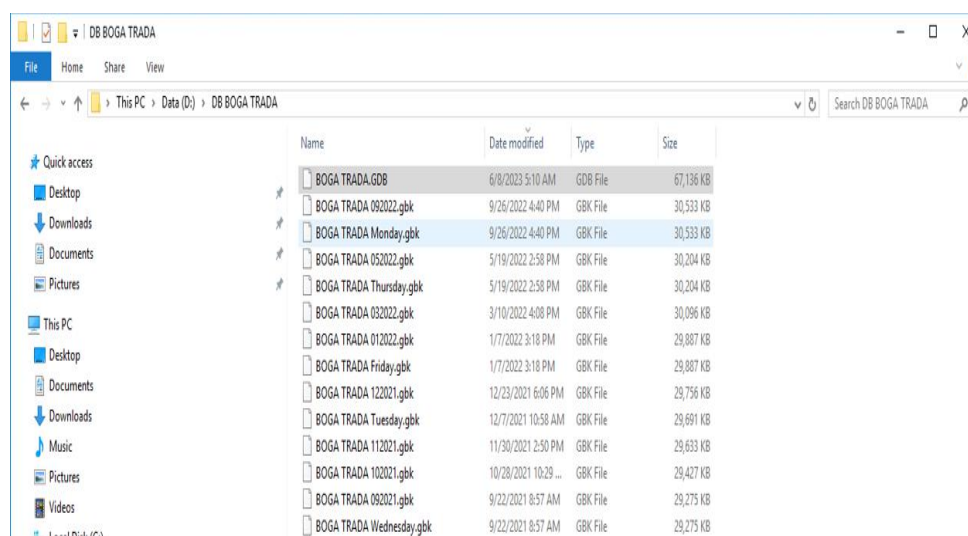 DB BOGA TRADA
File Home Share View
This PC > Data (D:) > DB BOGA TRADA
Search DB BOGA TRADA
Name Date modified Type Size
Quick access
Desktop
Downloads
Documents
Pictures
This PC
Desktop
Documents
Downloads
Music
Pictures
Videos
Local Disk (C:)
BOGA TRADA.GDB 6/8/2023 5:10 AM GDB File 67,136 KB
BOGA TRADA 092022.gbk 9/26/2022 4:40 PM GBK File 30,533 KB
BOGA TRADA Monday.gbk 9/26/2022 4:40 PM GBK File 30,533 KB
BOGA TRADA 052022.gbk 5/19/2022 2:58 PM GBK File 30,204 KB
BOGA TRADA Thursday.gbk 5/19/2022 2:58 PM GBK File 30,204 KB
BOGA TRADA 032022.gbk 3/10/2022 4:08 PM GBK File 30,096 KB
BOGA TRADA 012022.gbk 1/7/2022 3:18 PM GBK File 29,887 KB
BOGA TRADA Friday.gbk 1/7/2022 3:18 PM GBK File 29,887 KB
BOGA TRADA 122021.gbk 12/23/2021 6:06 PM GBK File 29,756 KB
BOGA TRADA Tuesday.gbk 12/7/2021 10:58 AM GBK File 29,691 KB
BOGA TRADA 112021.gbk 11/30/2021 2:50 PM GBK File 29,633 KB
BOGA TRADA 102021.gbk 10/28/2021 10:29 ... GBK File 29,427 KB
BOGA TRADA 092021.gbk 9/22/2021 8:57 AM GBK File 29,275 KB
BOGA TRADA Wednesday.gbk 9/22/2021 8:57 AM GBK File 29,275 KB